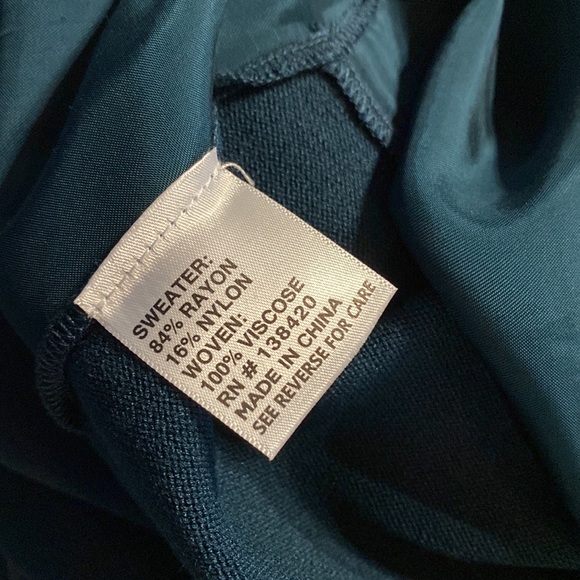 SWEATER:
84% RAYON
16% NYLON
WOVEN:
100% VISCOSE
RN # 138420
MADE IN CHINA
SEE REVERSE FOR CARE